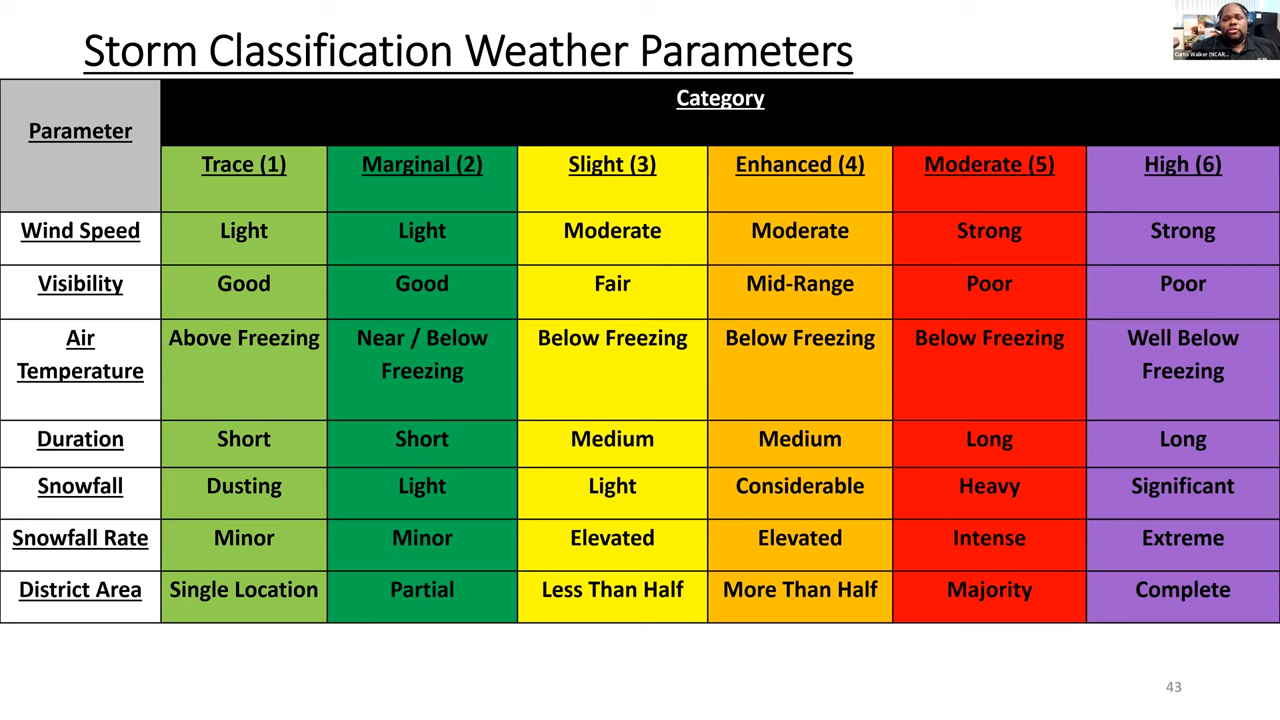 Storm Classification Weather Parameters
Curtis Walker (NCAR...
Parameter
Category
Trace (1) Marginal (2) Slight (3) Enhanced (4) Moderate (5) High (6)
Wind Speed Light Light Moderate Moderate Strong Strong
Visibility Good Good Fair Mid-Range Poor Poor
Air Temperature Above Freezing Near / Below Freezing Below Freezing Below Freezing Below Freezing Well Below Freezing
Duration Short Short Medium Medium Long Long
Snowfall Dusting Light Light Considerable Heavy Significant
Snowfall Rate Minor Minor Elevated Elevated Intense Extreme
District Area Single Location Partial Less Than Half More Than Half Majority Complete
43